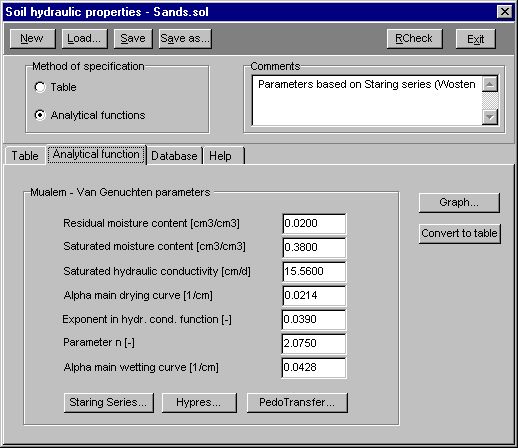 Soil hydraulic properties - Sands.sol
New Load... Save Save as... RCheck Exit
Method of specification
Table
Analytical functions
Comments
Parameters based on Staring series (Wosten
Table Analytical function Database Help
Mualem - Van Genuchten parameters
Residual moisture content [cm3/cm3] 0.0200
Saturated moisture content [cm3/cm3] 0.3800
Saturated hydraulic conductivity [cm/d] 15.5600
Alpha main drying curve [1/cm] 0.0214
Exponent in hydr. cond. function [-] 0.0390
Parameter n [-] 2.0750
Alpha main wetting curve [1/cm] 0.0428
Staring Series... Hypres... PedoTransfer...
Graph...
Convert to table